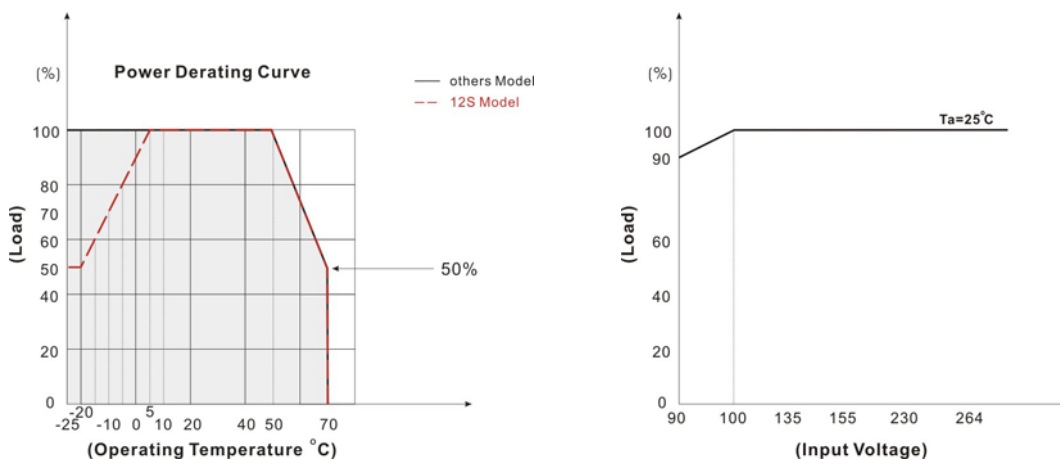 (%)
Power Derating Curve
others Model
12S Model
100
80
70
60
50
40
20
0
(Load)
50%
-25 -20 -10 0 5 10 20 40 50 70
(Operating Temperature °C)
(%)
Ta=25°C
100
90
60
40
20
0
(Load)
90 100 135 155 230 264
(Input Voltage)